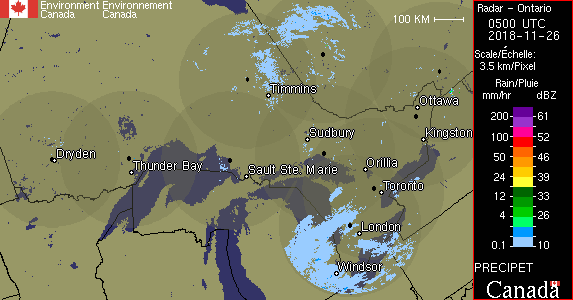 Environment Environnement
Canada Canada
100 KM
Timmins
Ottawa
Sudbury
Kingston
Dryden
Thunder Bay
Sault Ste. Marie
Orillia
Toronto
London
Windsor
Radar - Ontario
0500 UTC
2018-11-26
Scale/Échelle:
3.5 km/Pixel
Rain/Pluie
mm/hr dBZ
200 61
100 52
50 46
24 39
12 33
4 26
0.1 10
PRECIPET
Canada